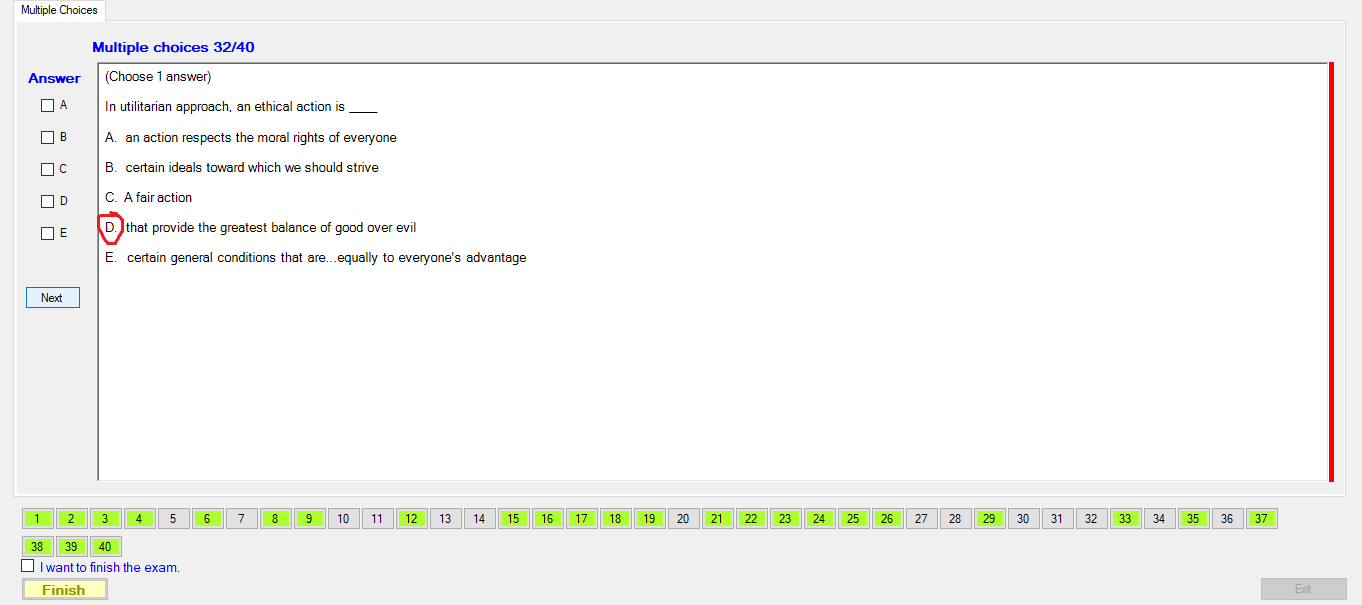 Multiple Choices
Multiple choices 32/40
Answer
A
B
C
D
E
Next
(Choose 1 answer)
In utilitarian approach, an ethical action is ____
A. an action respects the moral rights of everyone
B. certain ideals toward which we should strive
C. A fair action
D. that provide the greatest balance of good over evil
E. certain general conditions that are...equally to everyone's advantage
1 2 3 4 5 6 7 8 9 10 11 12 13 14 15 16 17 18 19 20 21 22 23 24 25 26 27 28 29 30 31 32 33 34 35 36 37
38 39 40
I want to finish the exam.
Finish
Exit